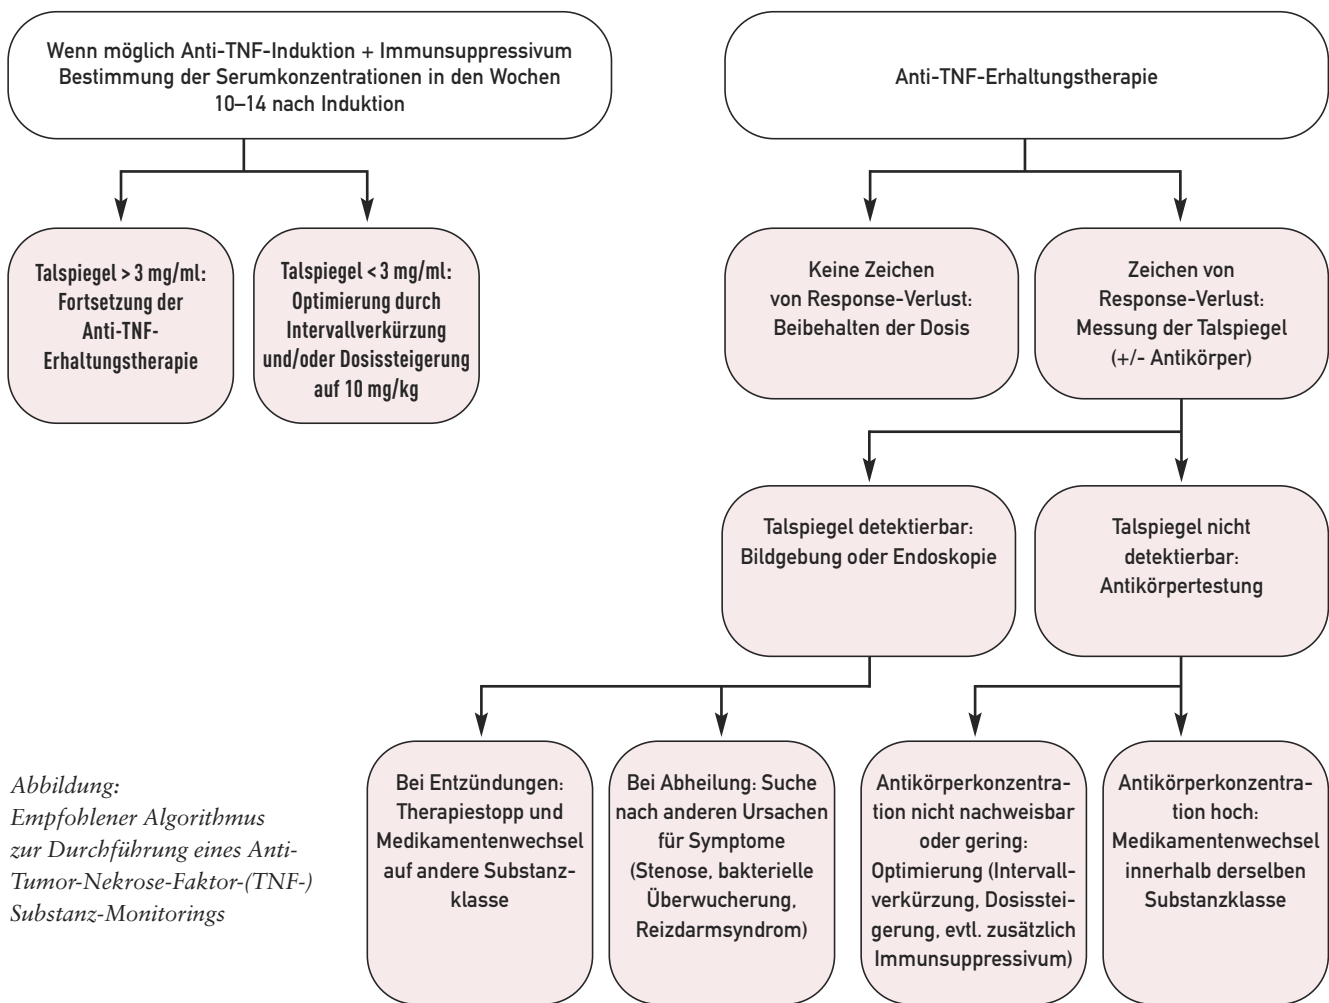 Wenn möglich Anti-TNF-Induktion + Immunsuppressivum
Bestimmung der Serumkonzentrationen in den Wochen
10–14 nach Induktion
Anti-TNF-Erhaltungstherapie
Talspiegel > 3 mg/ml:
Fortsetzung der
Anti-TNF-
Erhaltungstherapie
Talspiegel < 3 mg/ml:
Optimierung durch
Intervallverkürzung
und/oder Dosissteigerung
auf 10 mg/kg
Keine Zeichen
von Response-Verlust:
Beibehalten der Dosis
Zeichen von
Response-Verlust:
Messung der Talspiegel
(+/- Antikörper)
Talspiegel detektierbar:
Bildgebung oder Endoskopie
Talspiegel nicht
detektierbar:
Antikörpertestung
Bei Entzündungen:
Therapiestopp und
Medikamentenwechsel
auf andere Substanz-
klasse
Bei Abheilung: Suche
nach anderen Ursachen
für Symptome
(Stenose, bakterielle
Überwucherung,
Reizdarmsyndrom)
Antikörperkonzentra-
tion nicht nachweisbar
oder gering:
Optimierung (Intervall-
verkürzung, Dosisstei-
gerung, evtl. zusätzlich
Immunsuppressivum)
Antikörperkonzentra-
tion hoch:
Medikamentenwechsel
innerhalb derselben
Substanzklasse
Abbildung:
Empfohlener Algorithmus
zur Durchführung eines Anti-
Tumor-Nekrose-Faktor-(TNF-)
Substanz-Monitorings